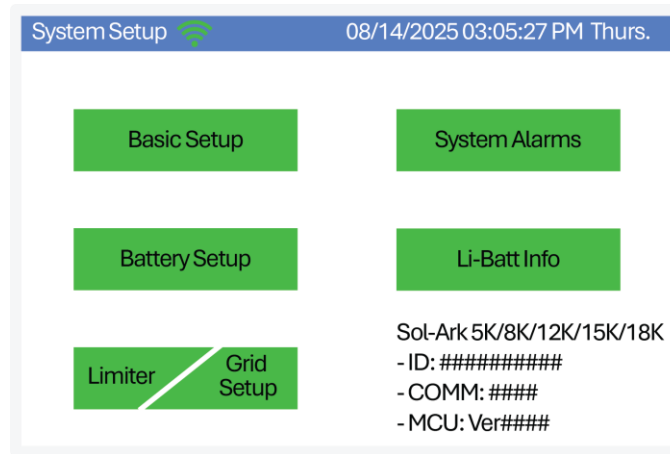 System Setup 08/14/2025 03:05:27 PM Thurs.
Basic Setup
System Alarms
Battery Setup
Li-Batt Info
Limiter
Grid
Setup
Sol-Ark 5K/8K/12K/15K/18K
- ID: ##########
- COMM: ####
- MCU: Ver####